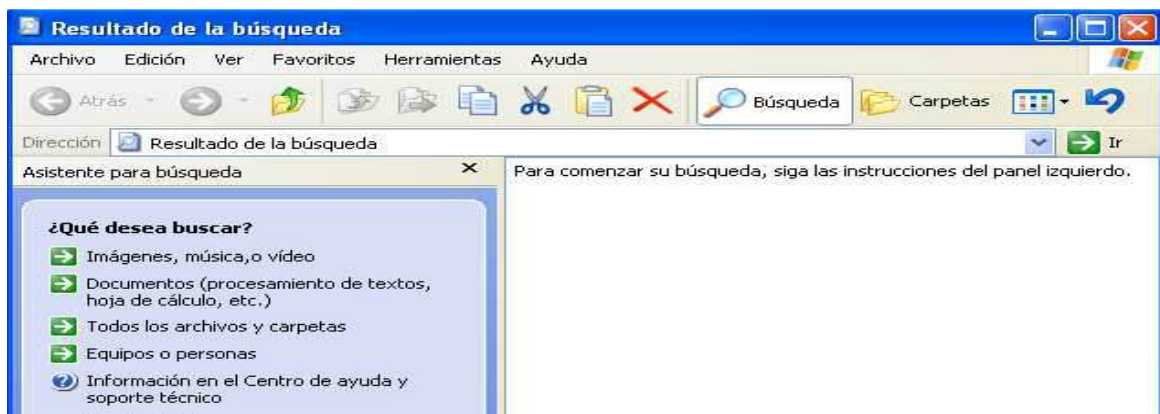 Resultado de la búsqueda
Archivo Edición Ver Favoritos Herramientas Ayuda
Atrás Búsqueda Carpetas
Dirección Resultado de la búsqueda Ir
Asistente para búsqueda
Para comenzar su búsqueda, siga las instrucciones del panel izquierdo.
¿Qué desea buscar?
Imágenes, música,o vídeo
Documentos (procesamiento de textos,
hoja de cálculo, etc.)
Todos los archivos y carpetas
Equipos o personas
Información en el Centro de ayuda y
soporte técnico